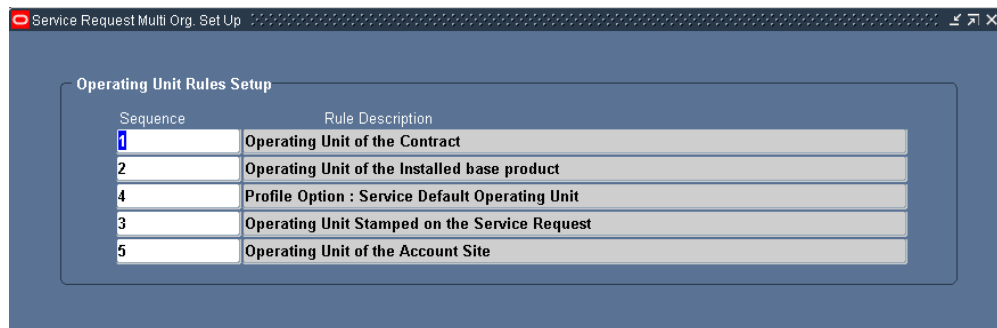 Service Request Multi Org. Set Up
Operating Unit Rules Setup
Sequence Rule Description
1 Operating Unit of the Contract
2 Operating Unit of the Installed base product
4 Profile Option : Service Default Operating Unit
3 Operating Unit Stamped on the Service Request
5 Operating Unit of the Account Site